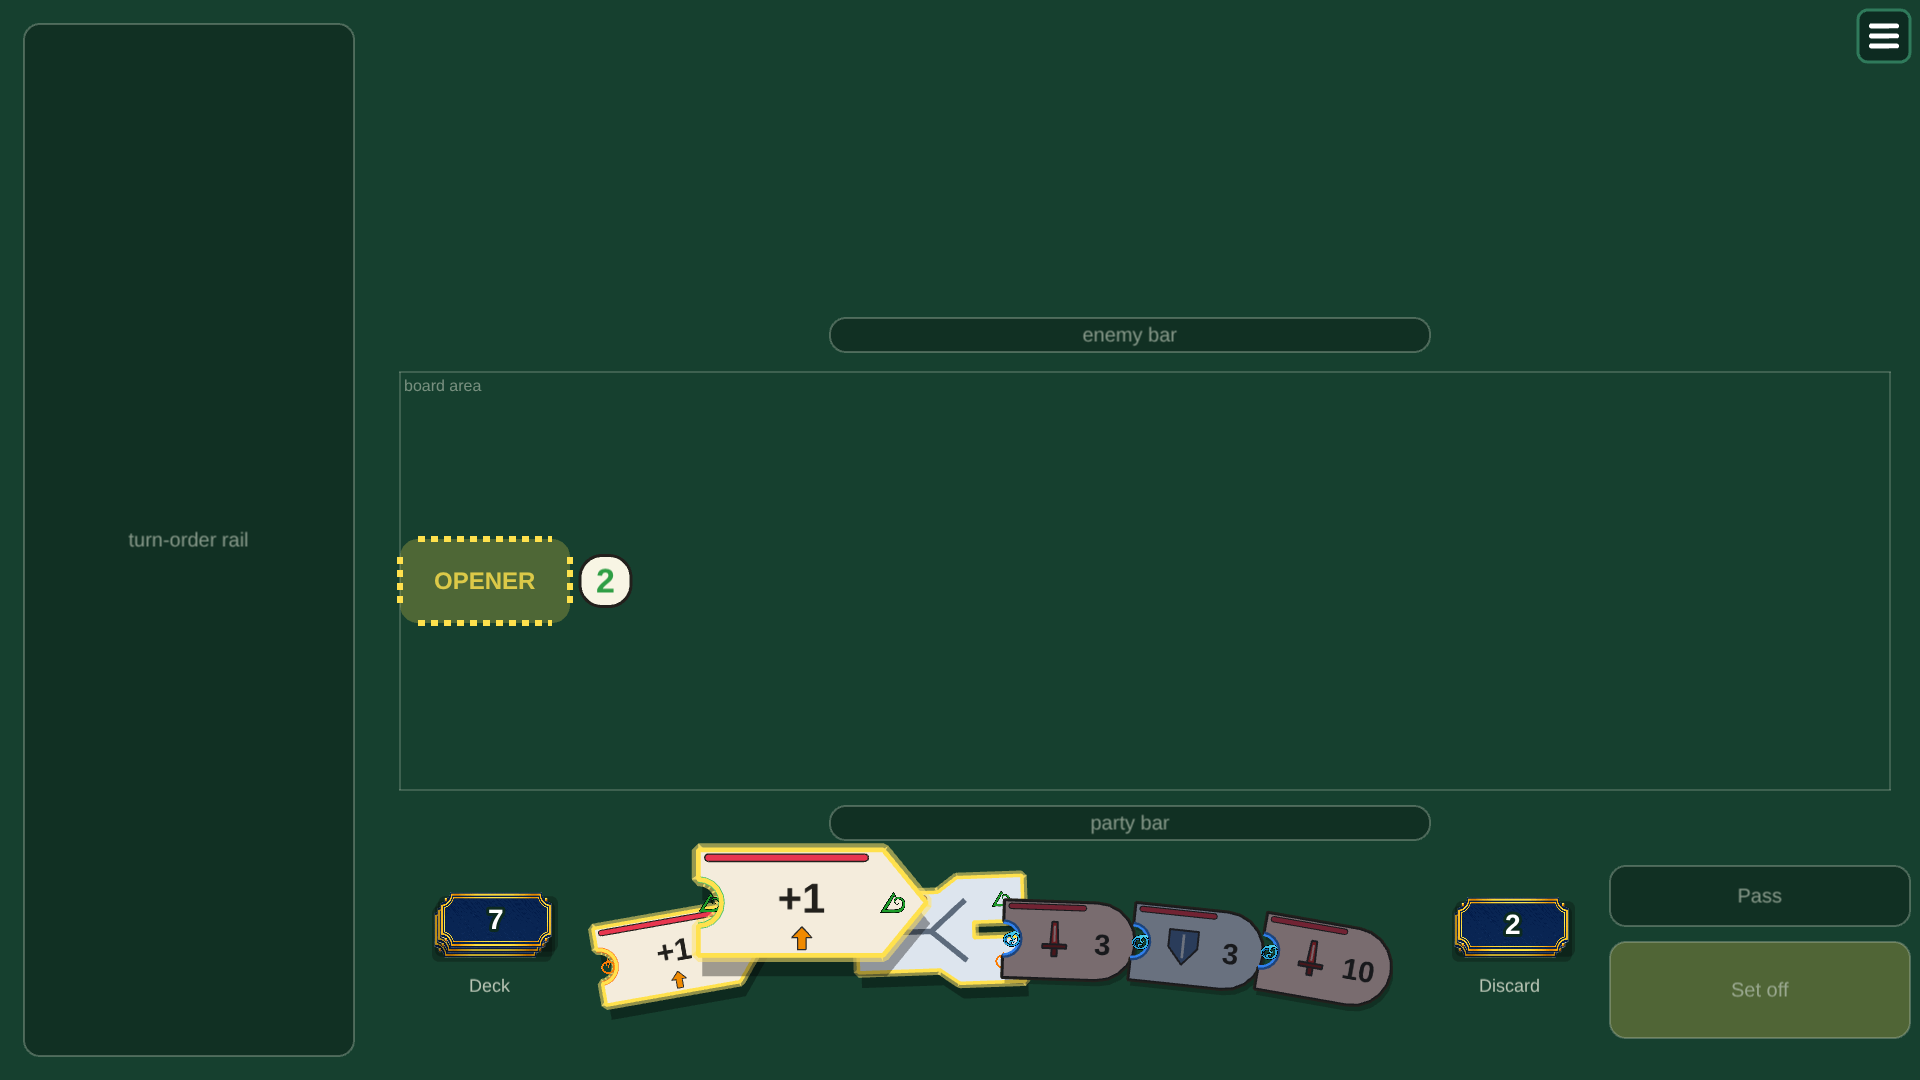 enemy bar
board area
turn-order rail
OPENER
2
party bar
+1
+1
3
3
10
7
Deck
2
Discard
Pass
Set off